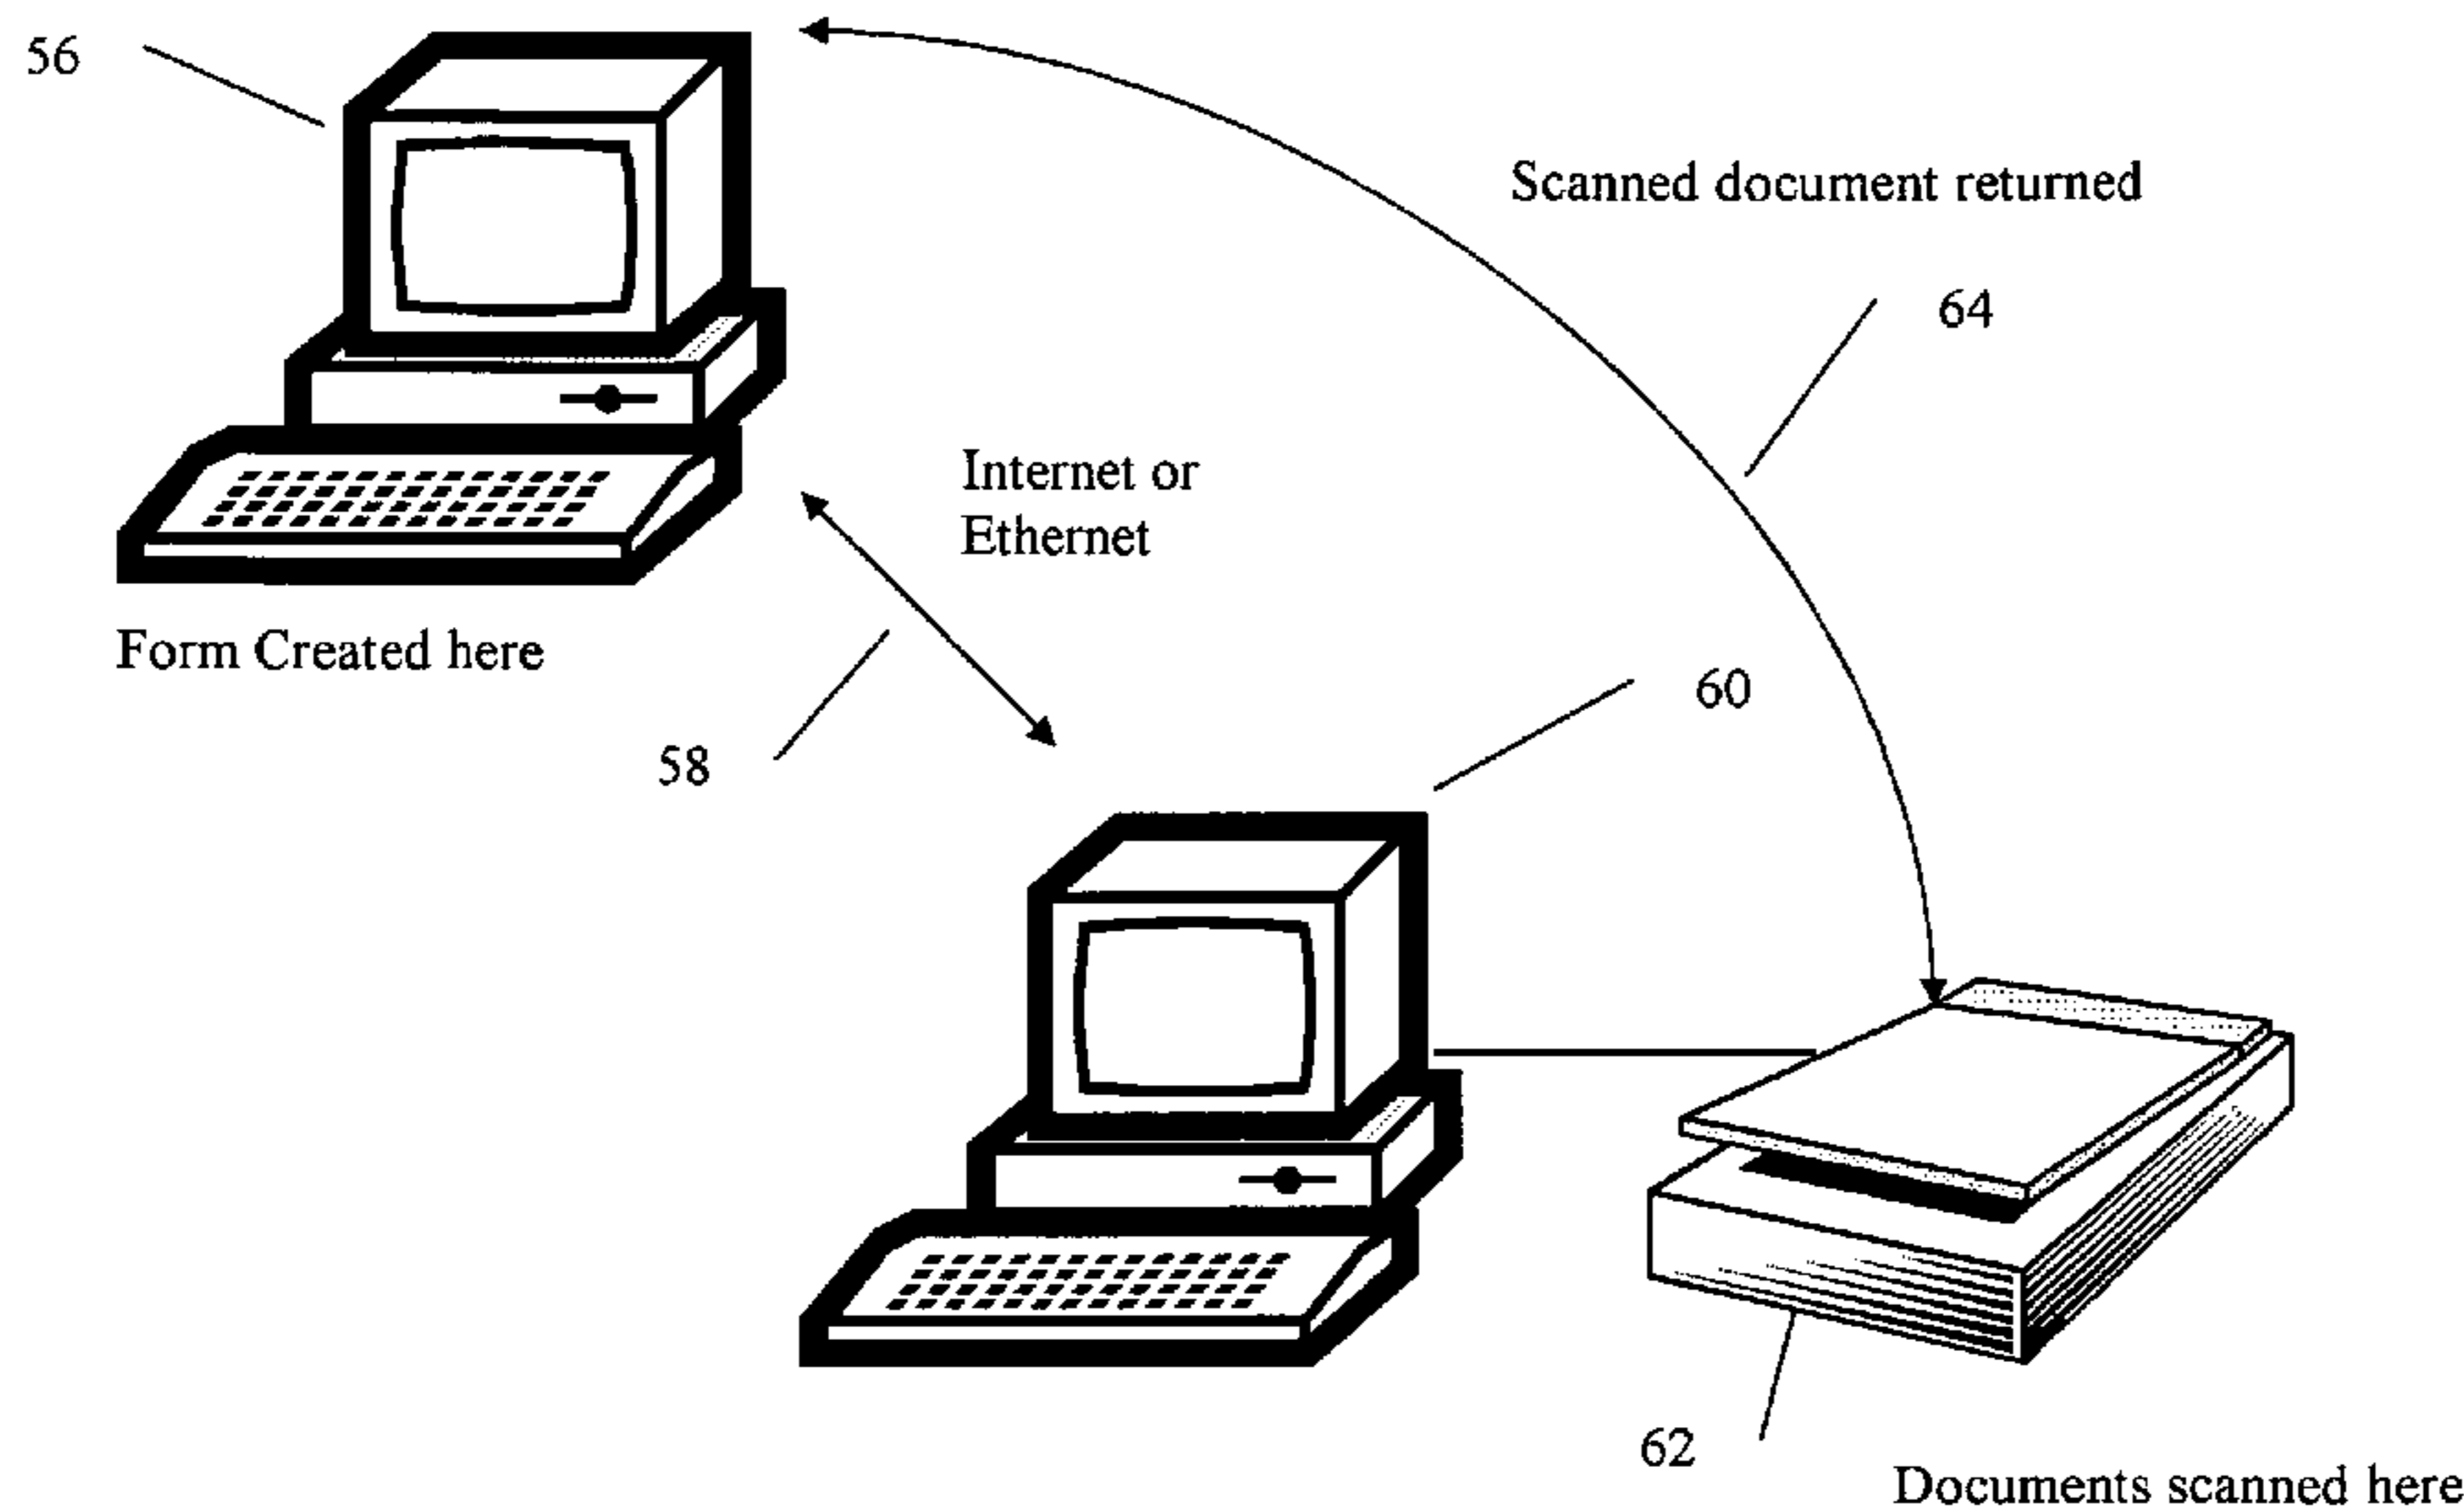 56
Scanned document returned
64
Internet or
Ethernet
Form Created here
60
58
62
Documents scanned here